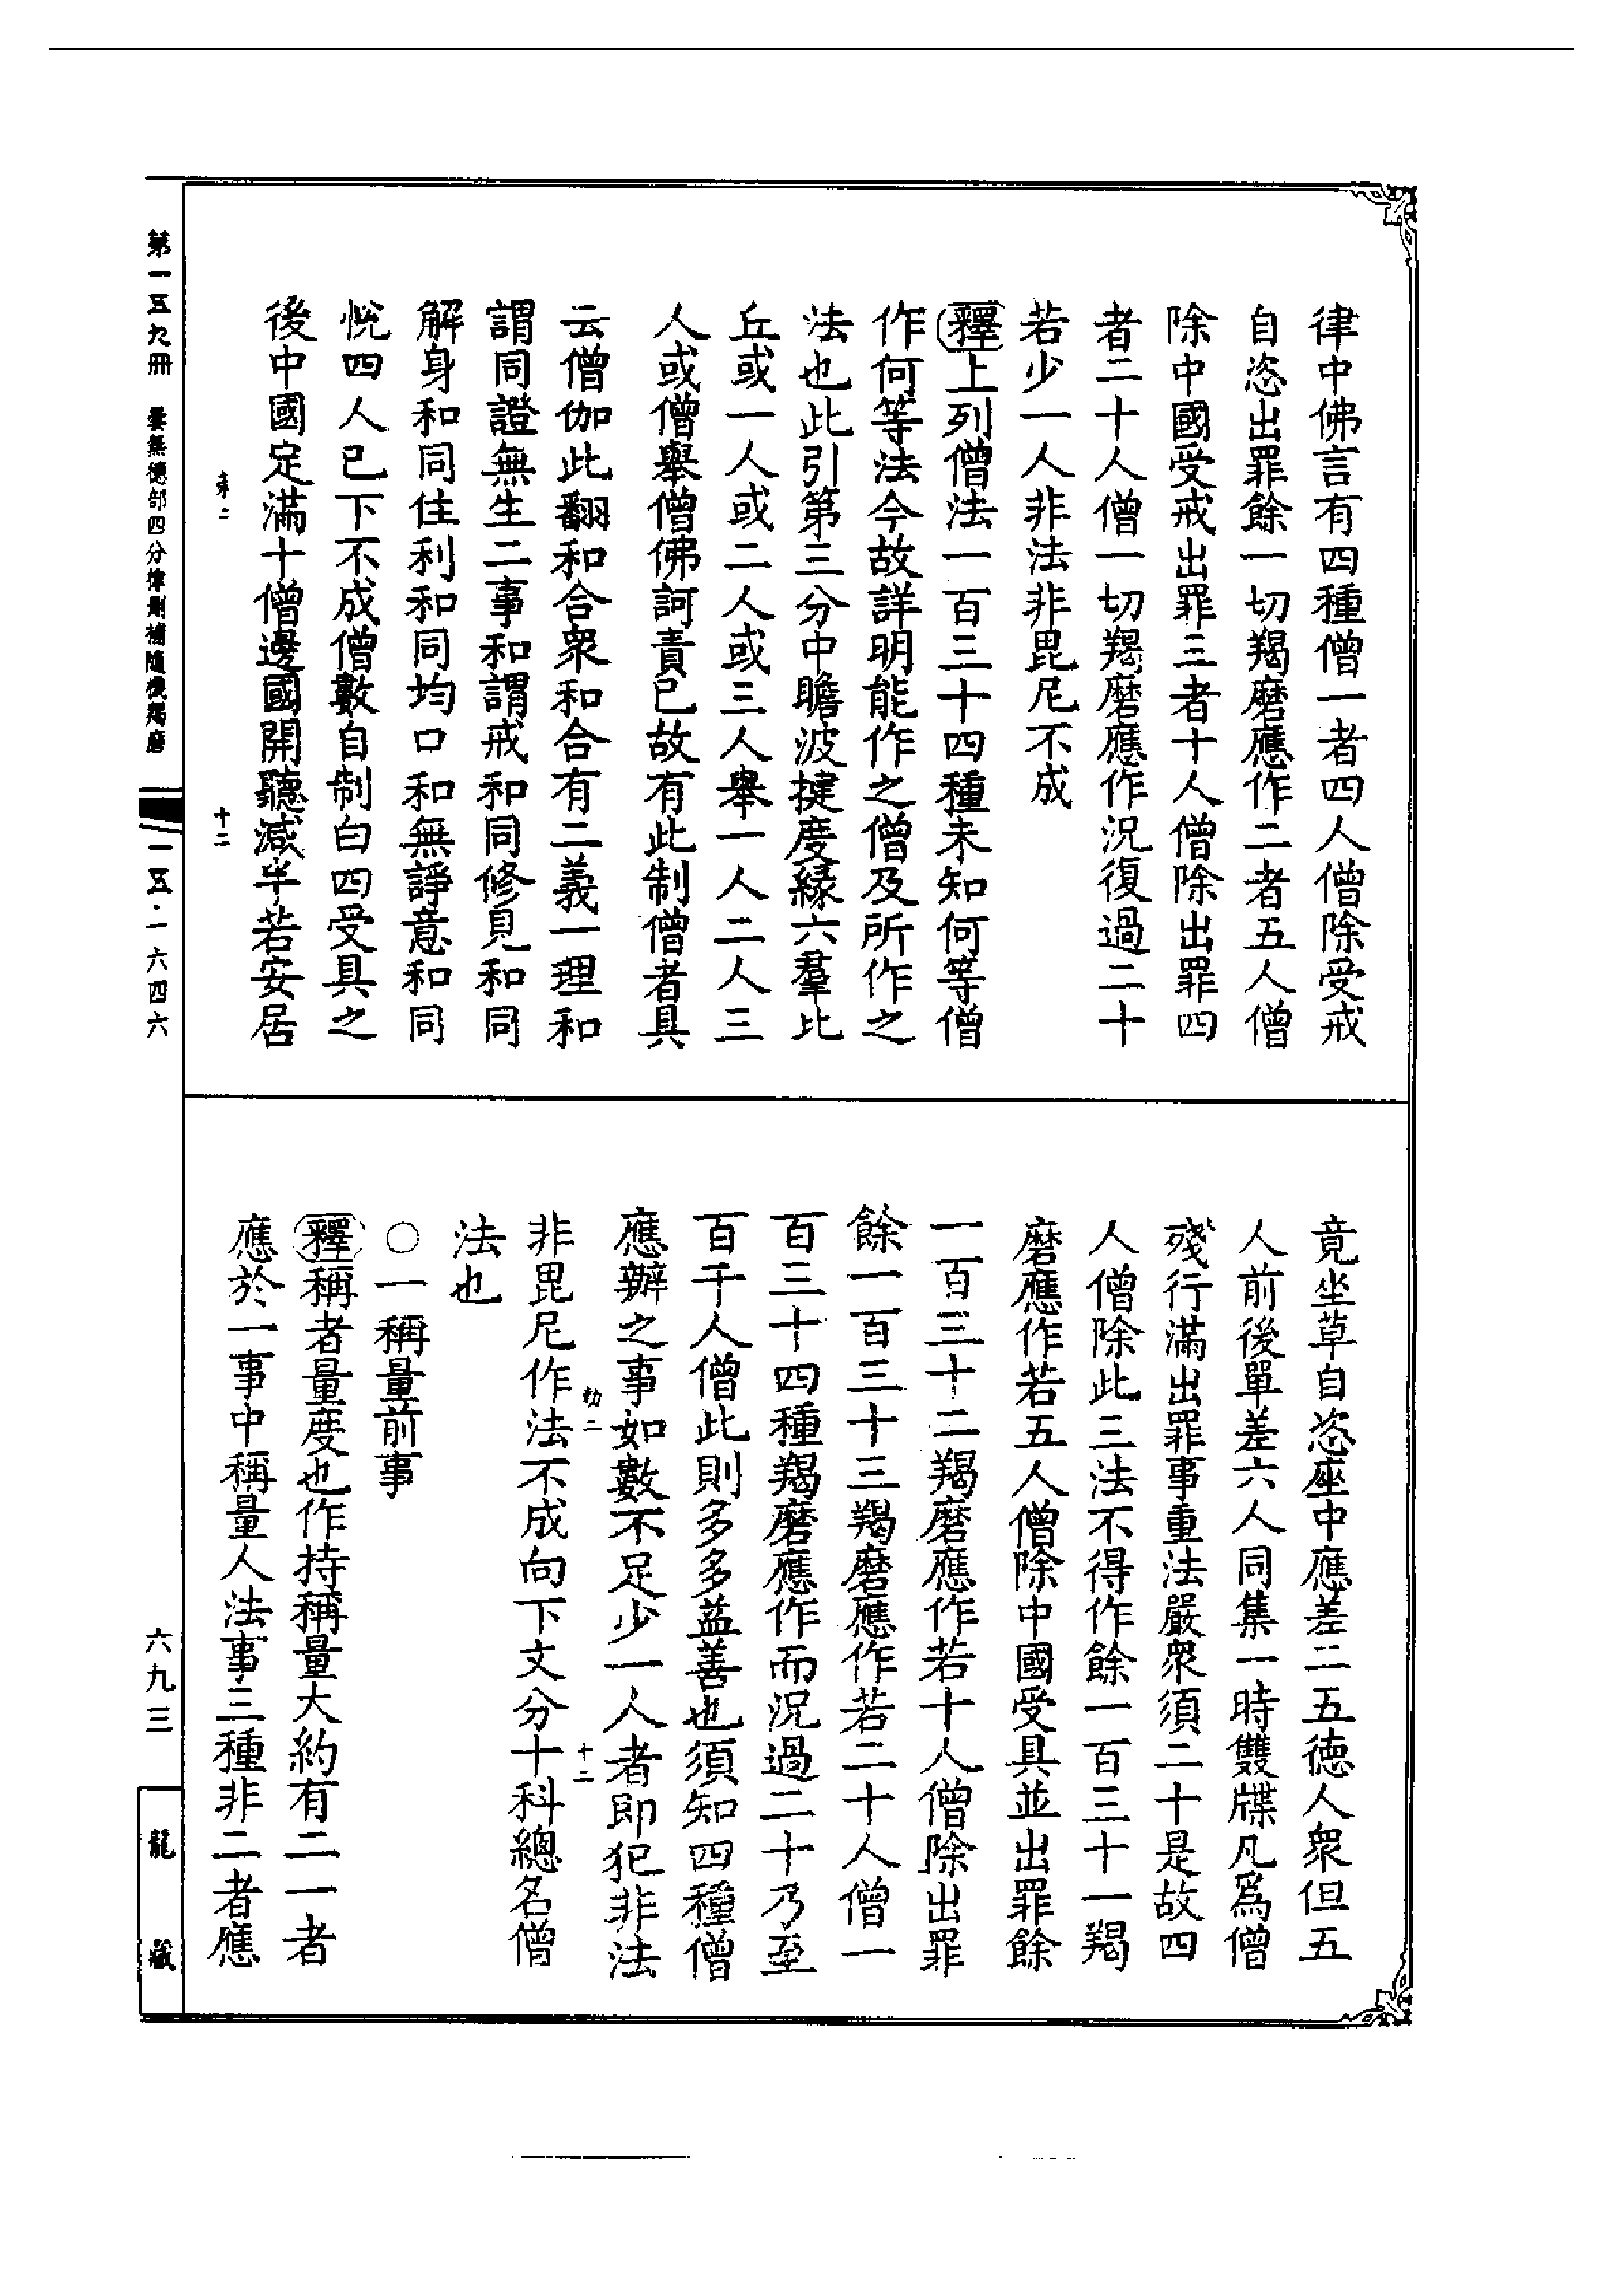 律中佛言有四種僧一者四人僧除受戒
自恣出罪餘一切羯磨應作二者五人僧
除中國受戒出罪三者十人僧除出罪四
者二十人僧一切羯磨應作況復過二十
若少一人非法非毘尼不成
釋上列僧法一百三十四種未知何等僧
作何等法今故詳明能作之僧及所作之
法也此引第三分中瞻波揵度緣六羣比
丘或一人或二人或三人舉一人二人三
人或僧舉僧佛訶責已故有此制僧者具
云僧伽此翻和合衆和合有二義一理和
謂同證無生二事和謂戒和同修見和同
解身和同住利和同均口和無諍意和同
悅四人已下不成僧數自制白四受具之
後中國定滿十僧邊國開聽減半若安居
竟坐草自恣座中應差二五德人衆但五
人前後單差六人同集一時雙牒凡爲僧
殘行滿出罪事重法嚴衆須二十是故四
人僧除此三法不得作餘一百三十一羯
磨應作若五人僧除中國受具並出罪餘
一百三十二羯磨應作若十人僧除出罪
餘一百三十三羯磨應作若二十人僧一
百三十四種羯磨應作而況過二十乃至
百千人僧此則多多益善也須知四種僧
應辦之事如數不足少一人者即犯非法
非毘尼作法不成向下文分十科總名僧
法也
○一稱量前事
釋稱者量度也作持稱量大約有二一者
應於一事中稱量人法事三種非二者應
第一五九冊 曇無德部四分律刪補隨機羯磨
一五·一六四六
六九三
龍藏
十二
十二